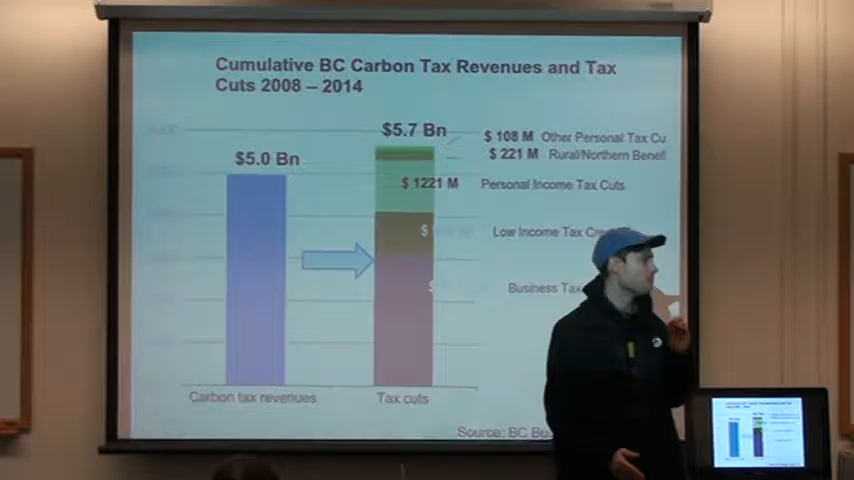 Cumulative BC Carbon Tax Revenues and Tax
Cuts 2008 – 2014
$5.7 Bn
$5.0 Bn
$ 108 M Other Personal Tax Cu
$ 221 M Rural/Northern Benefi
$ 1221 M Personal Income Tax Cuts
$ Low Income Tax Cre
$ Business Tax
Carbon tax revenues
Tax cuts
Source: BC Bu